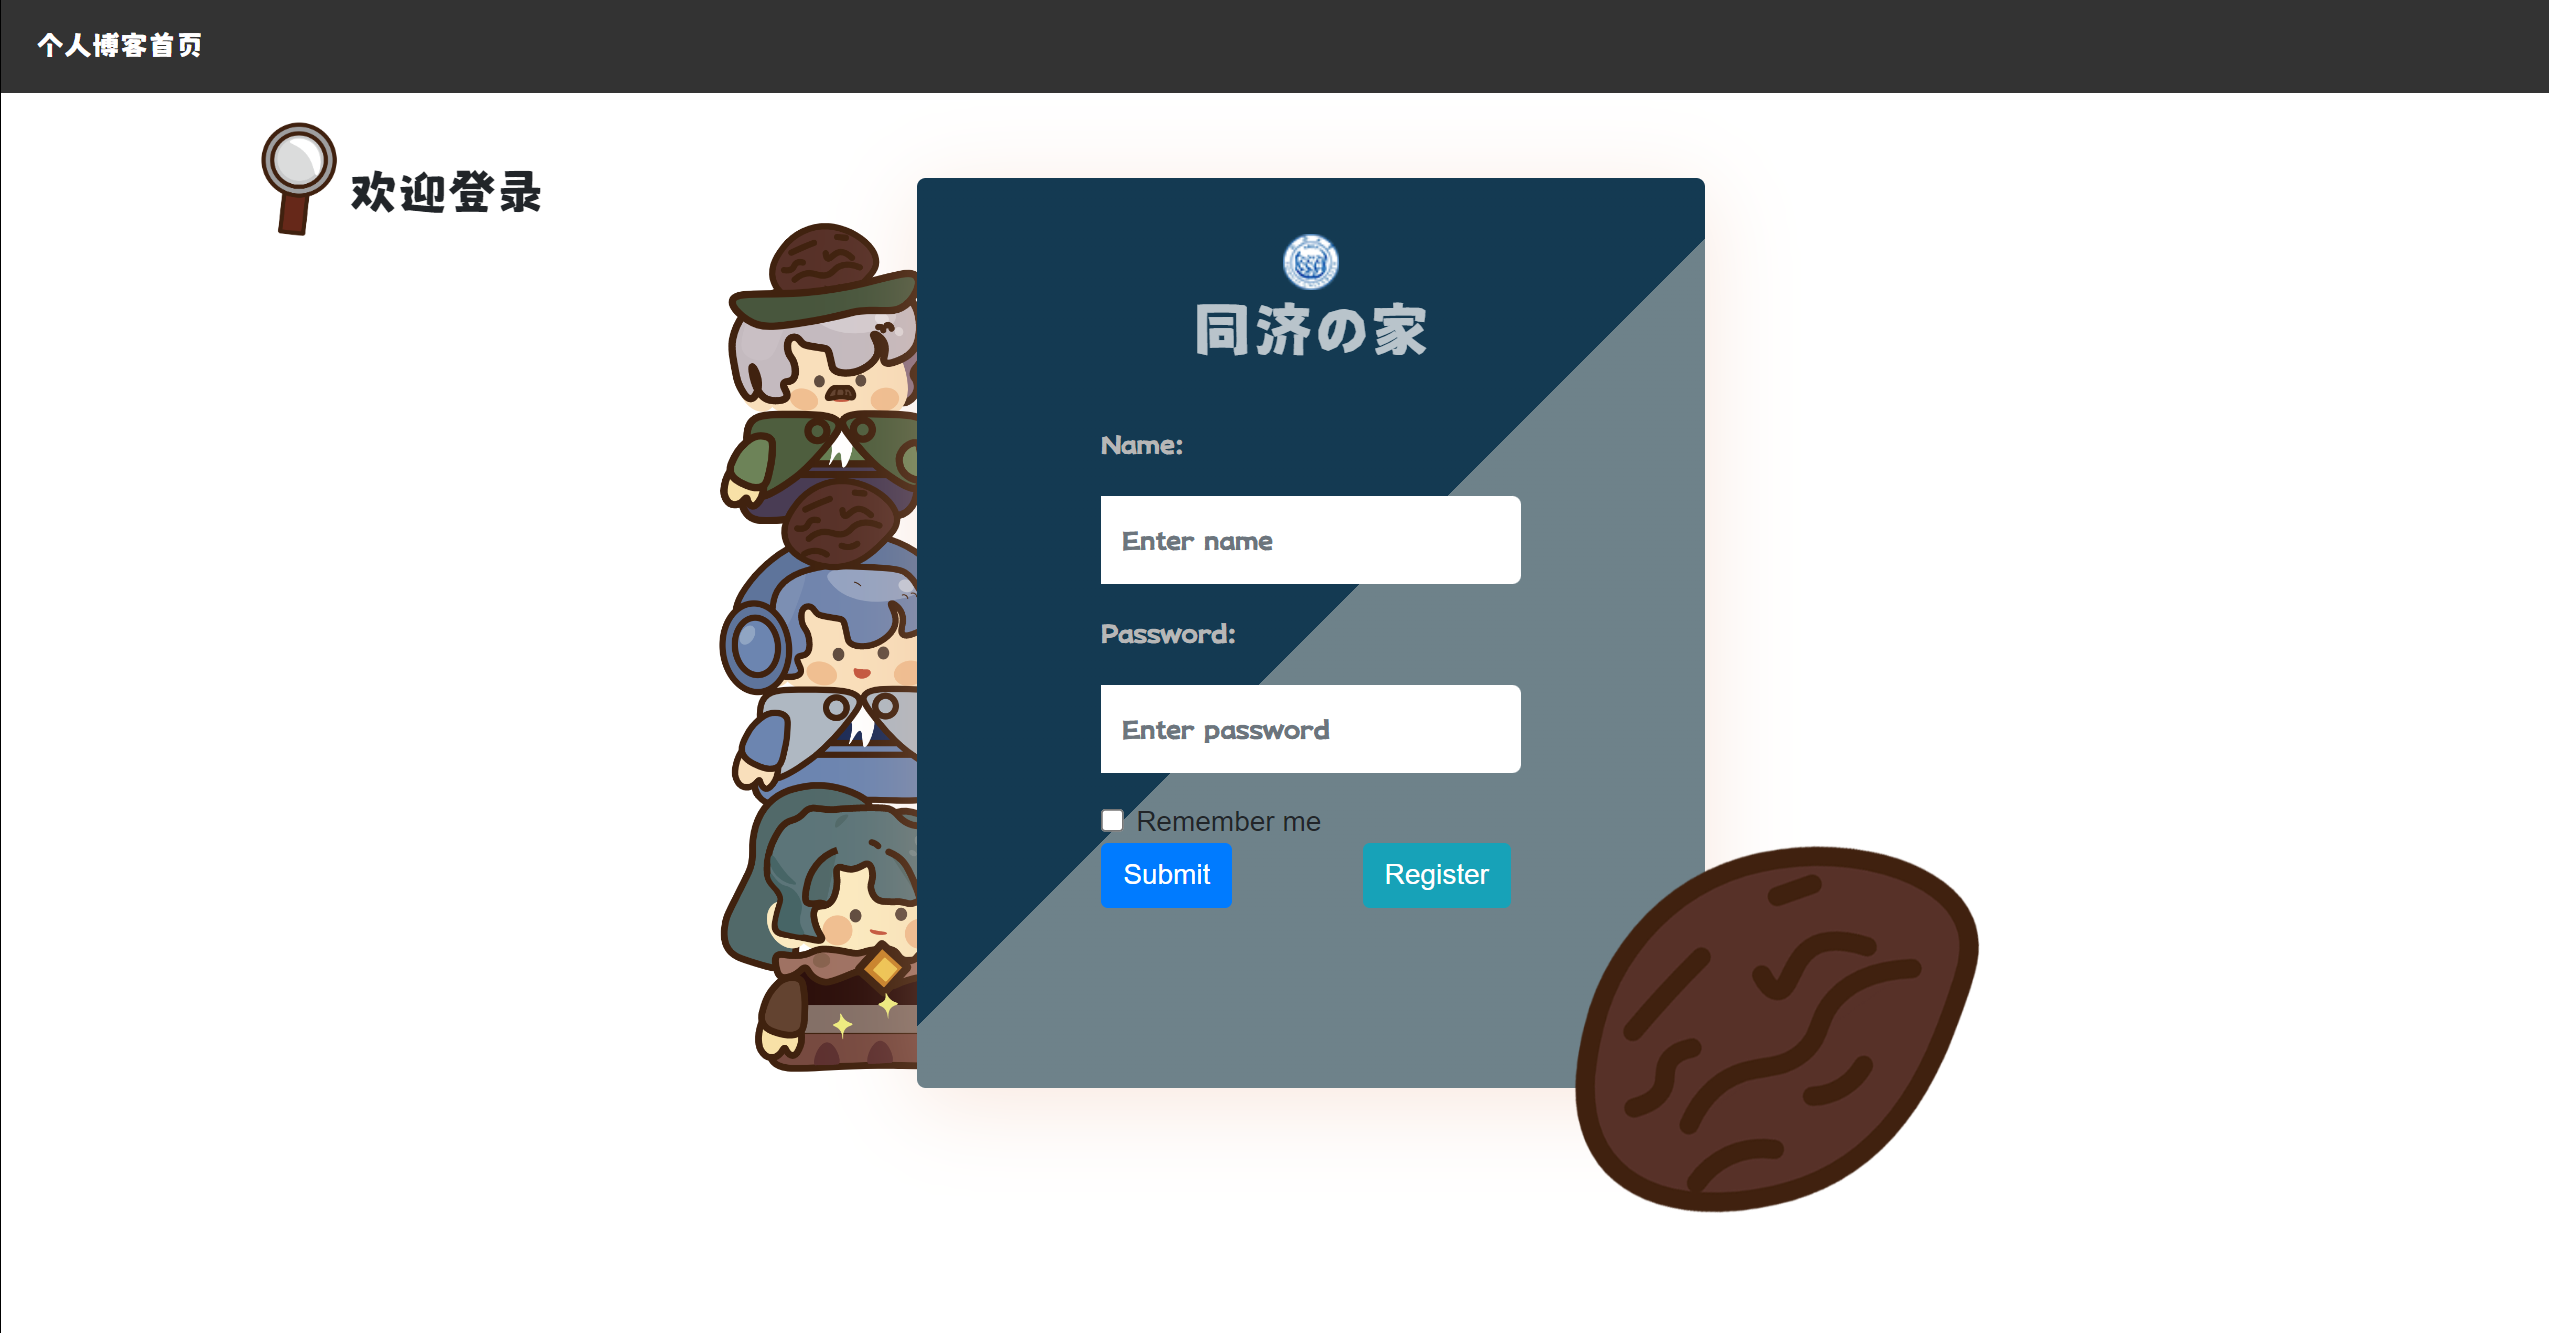 个人博客首页
欢迎登录
同济の家
Name:
Enter name
Password:
Enter password
Remember me
Submit
Register